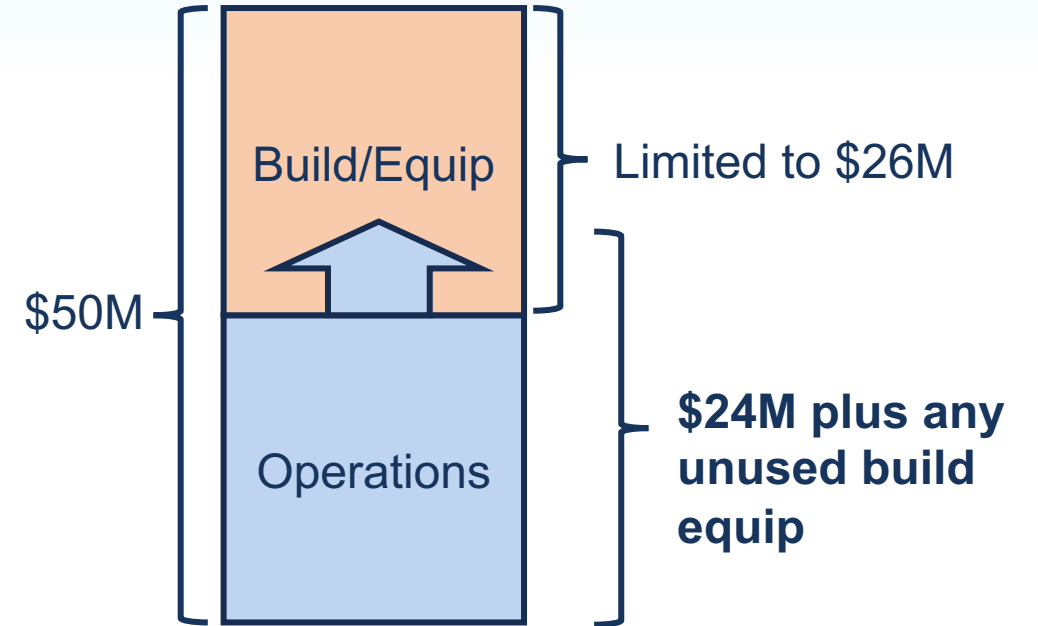 Build/Equip
Limited to $26M
$50M
Operations
$24M plus any
unused build
equip